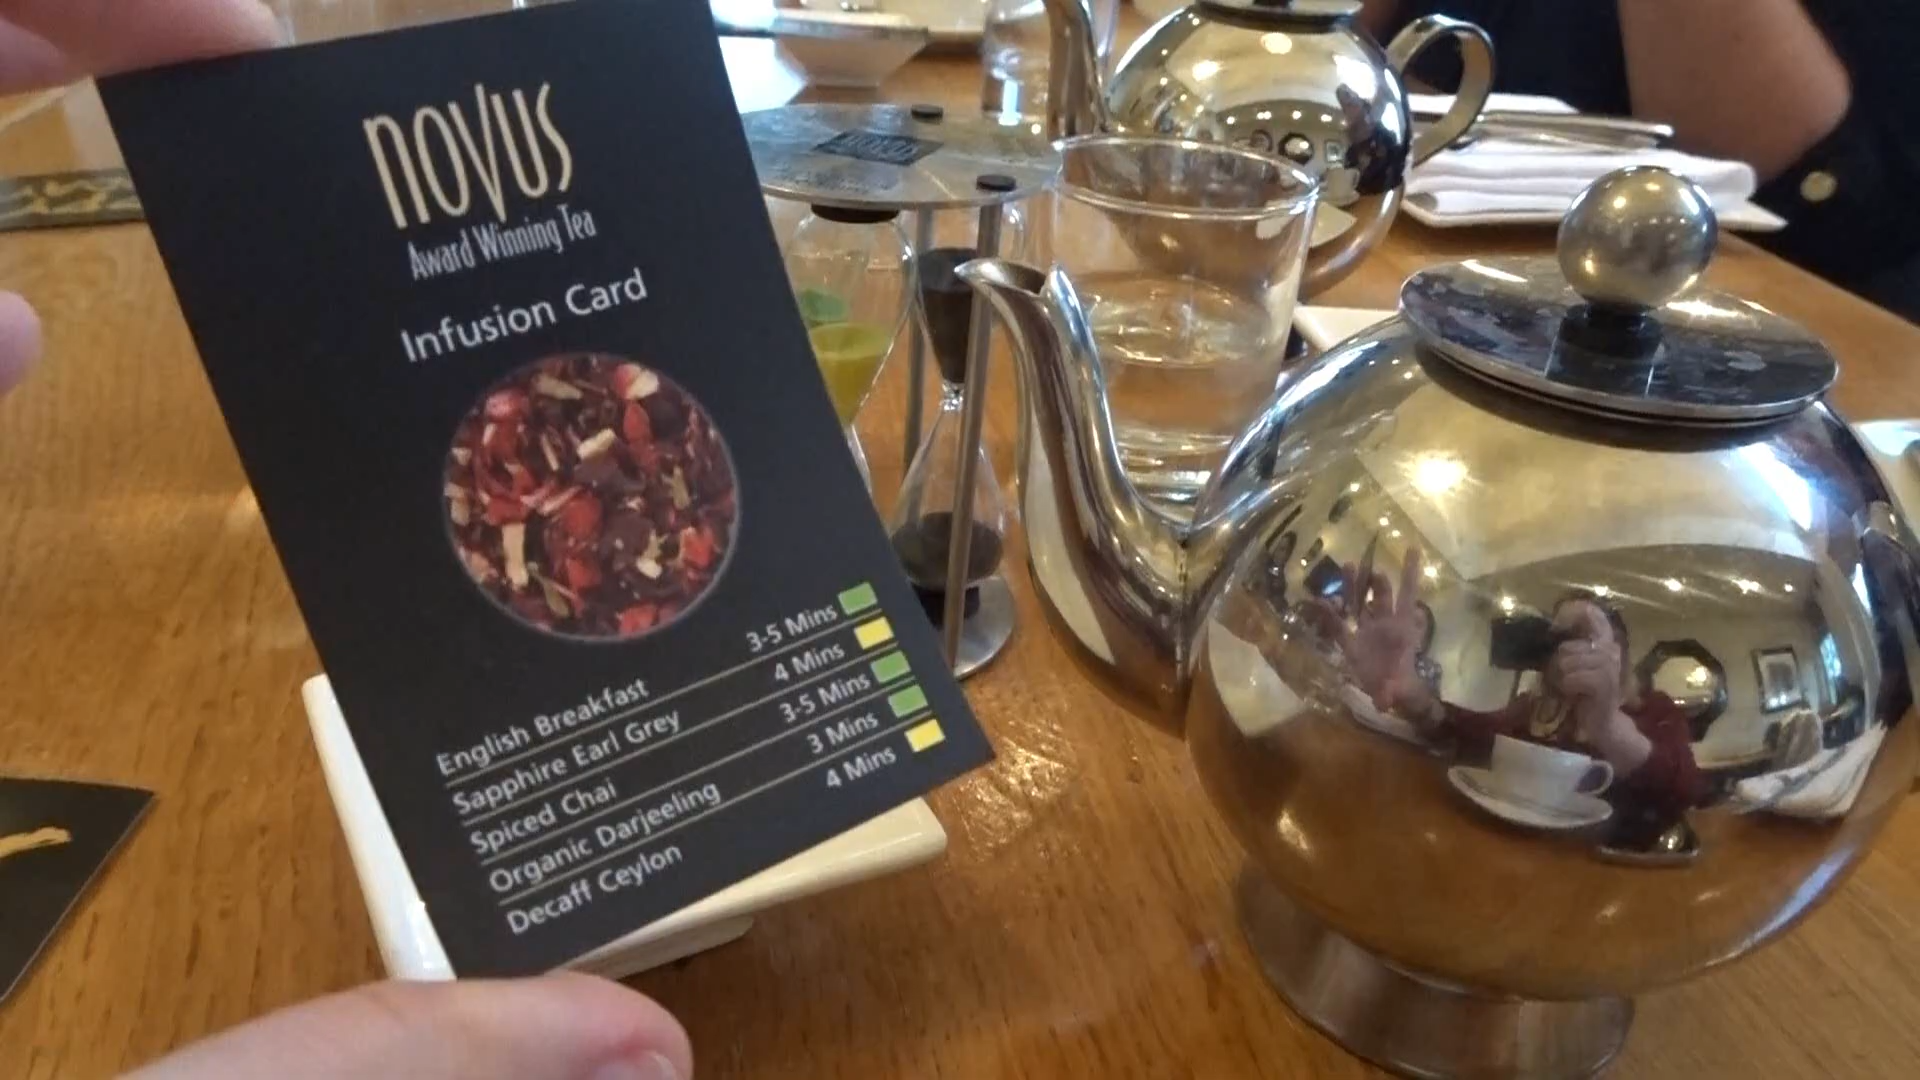 novus
Award Winning Tea
Infusion Card
English Breakfast 3-5 Mins
Sapphire Earl Grey 4 Mins
Spiced Chai 3-5 Mins
Organic Darjeeling 3 Mins
Decaff Ceylon 4 Mins
novus